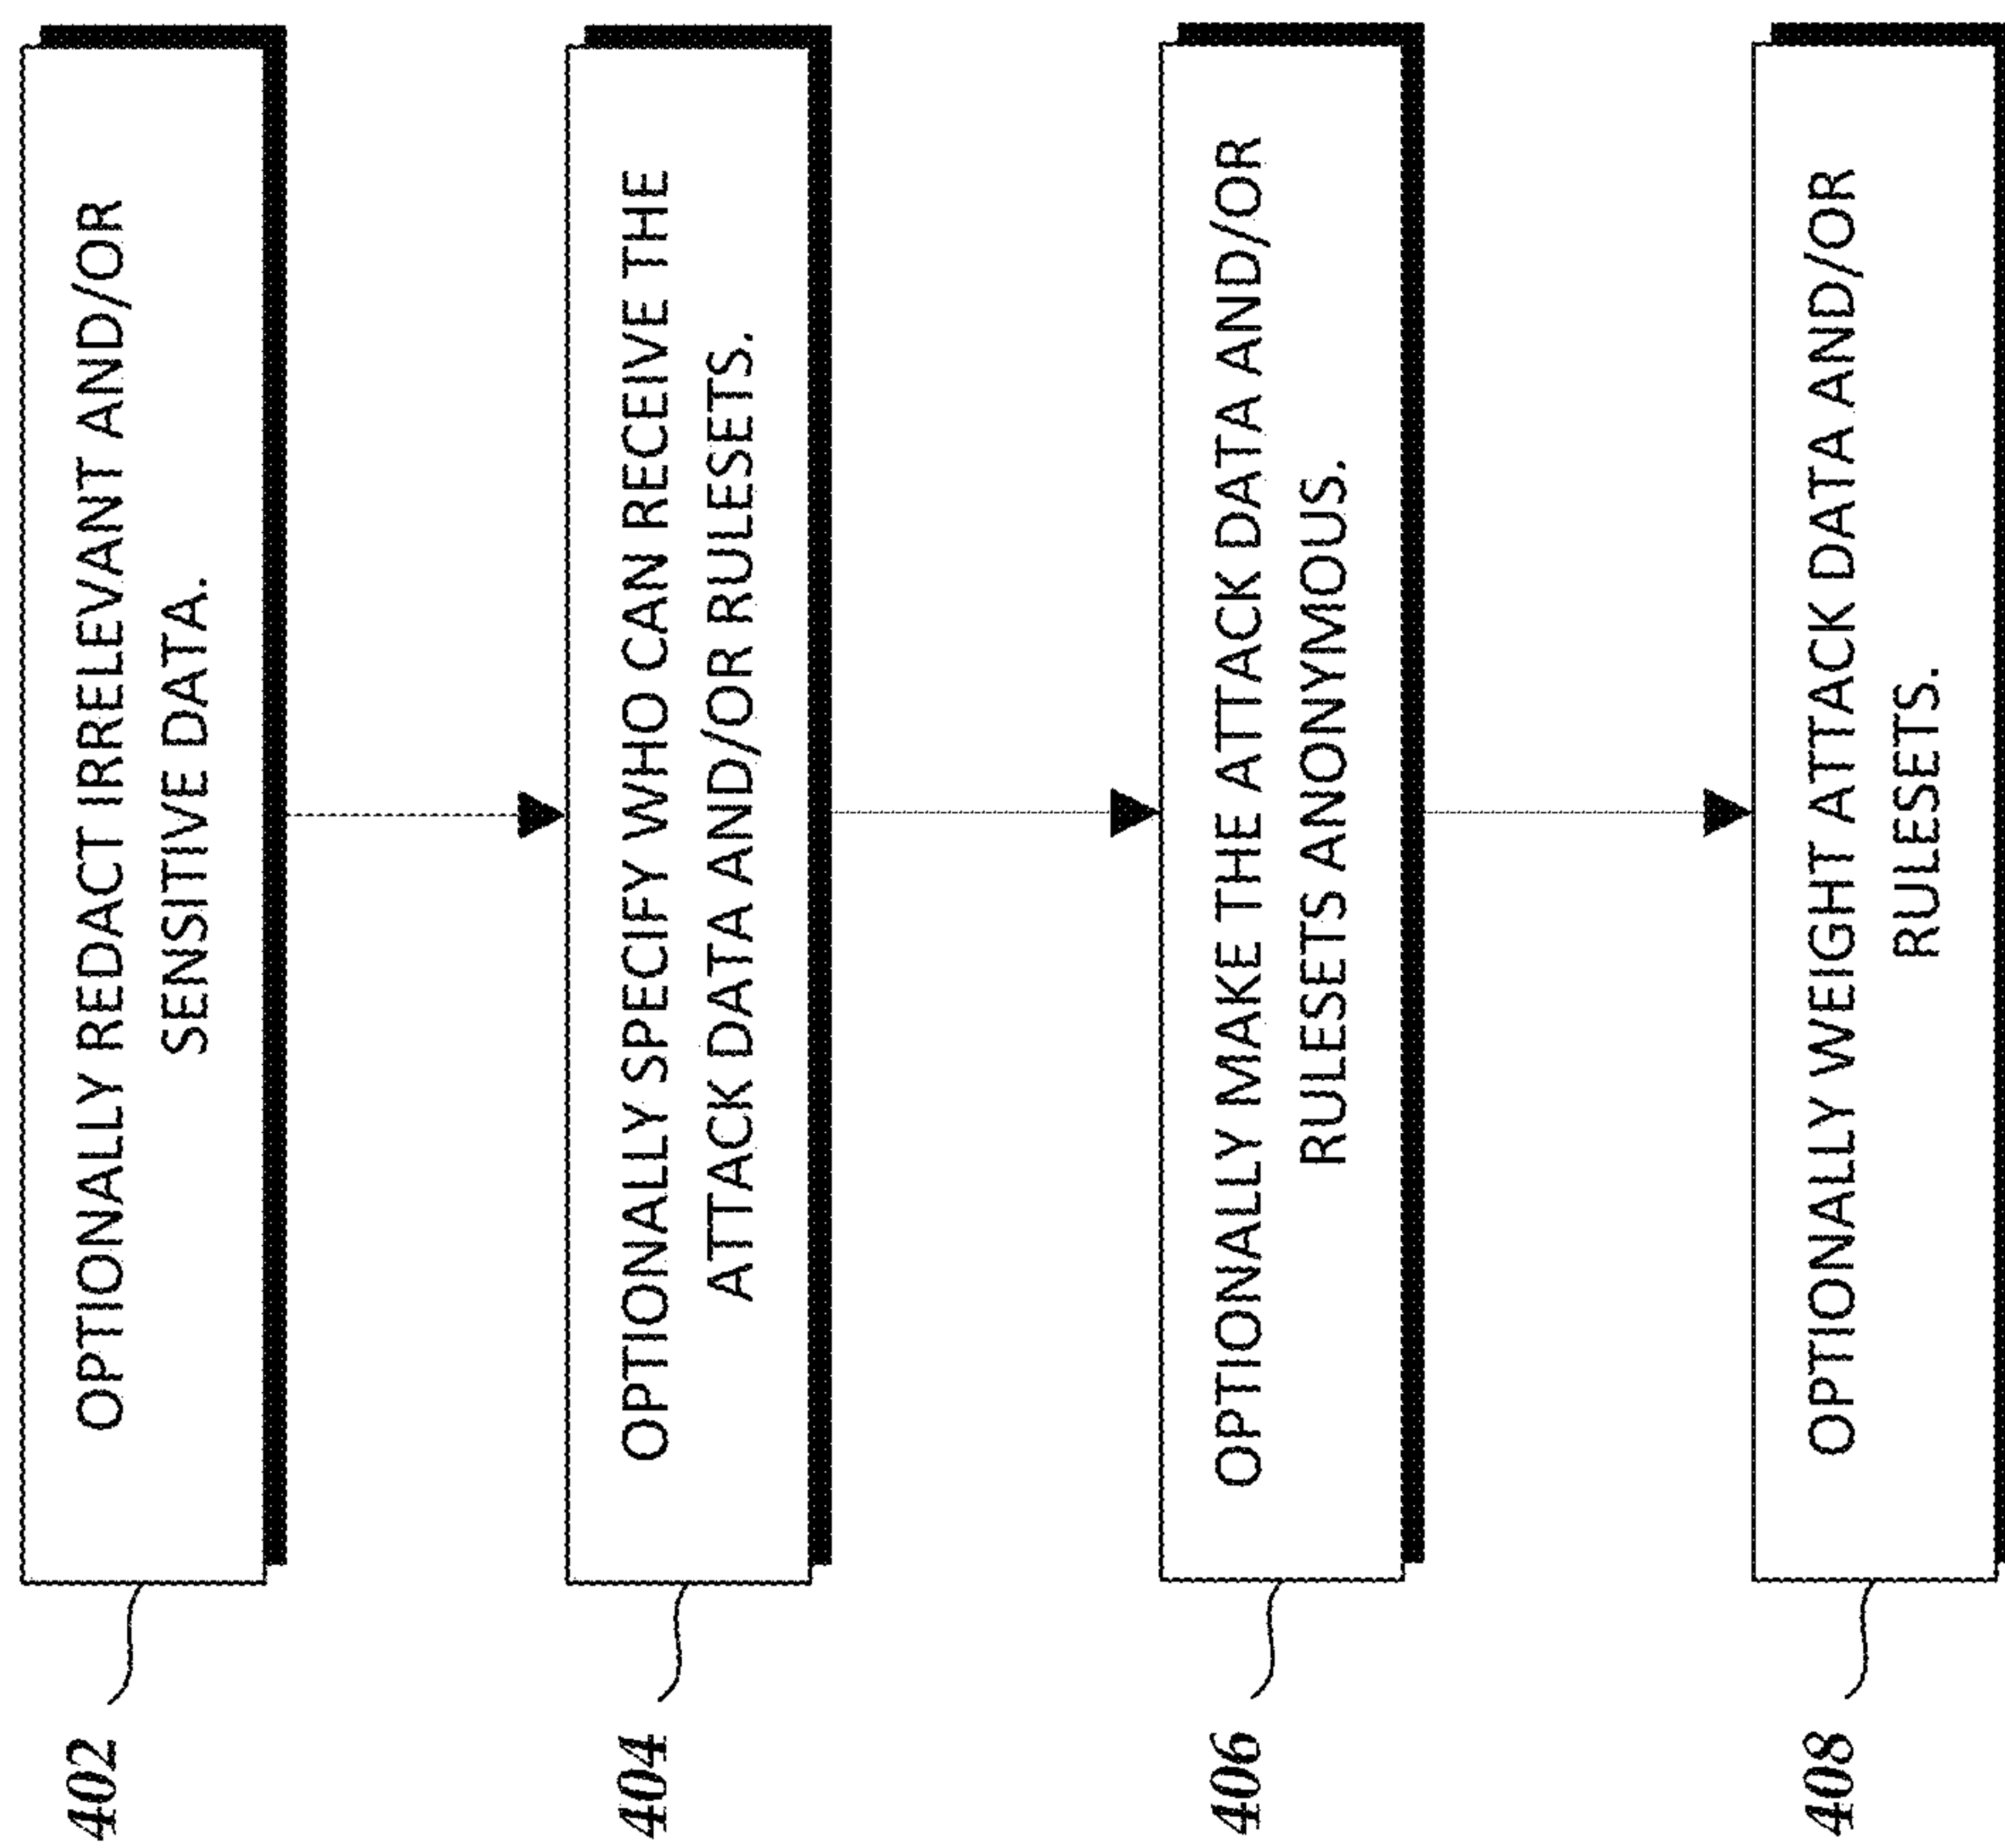 402
OPTIONALLY REDACT IRRELEVANT AND/OR
SENSITIVE DATA.
404
OPTIONALLY SPECIFY WHO CAN RECEIVE THE
ATTACK DATA AND/OR RULESETS.
406
OPTIONALLY MAKE THE ATTACK DATA AND/OR
RULESETS ANONYMOUS.
408
OPTIONALLY WEIGHT ATTACK DATA AND/OR
RULESETS.